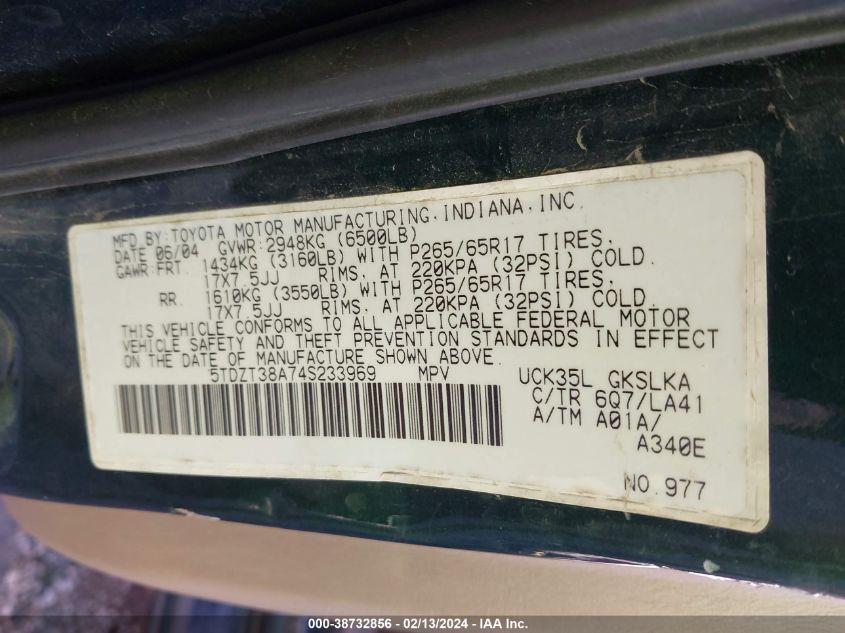 MFD.BY:TOYOTA MOTOR MANUFACTURING.INDIANA,INC.
DATE 06/04 GVWR:2948KG (6500LB)
GAWR:FRT. 1434KG (3160LB) WITH P265/65R17 TIRES,
17X7.5JJ RIMS, AT 220KPA (32PSI) COLD.
RR. 1610KG (3550LB) WITH P265/65R17 TIRES,
17X7.5JJ RIMS, AT 220KPA (32PSI) COLD.
THIS VEHICLE CONFORMS TO ALL APPLICABLE FEDERAL MOTOR
VEHICLE SAFETY AND THEFT PREVENTION STANDARDS IN EFFECT
ON THE DATE OF MANUFACTURE SHOWN ABOVE.
5TDZT38A74S233969 MPV UCK35L GKSLKA
C/TR 6Q7/LA41
A/TM A01A/
A340E
NO.977
000-38732856 - 02/13/2024 - IAA Inc.